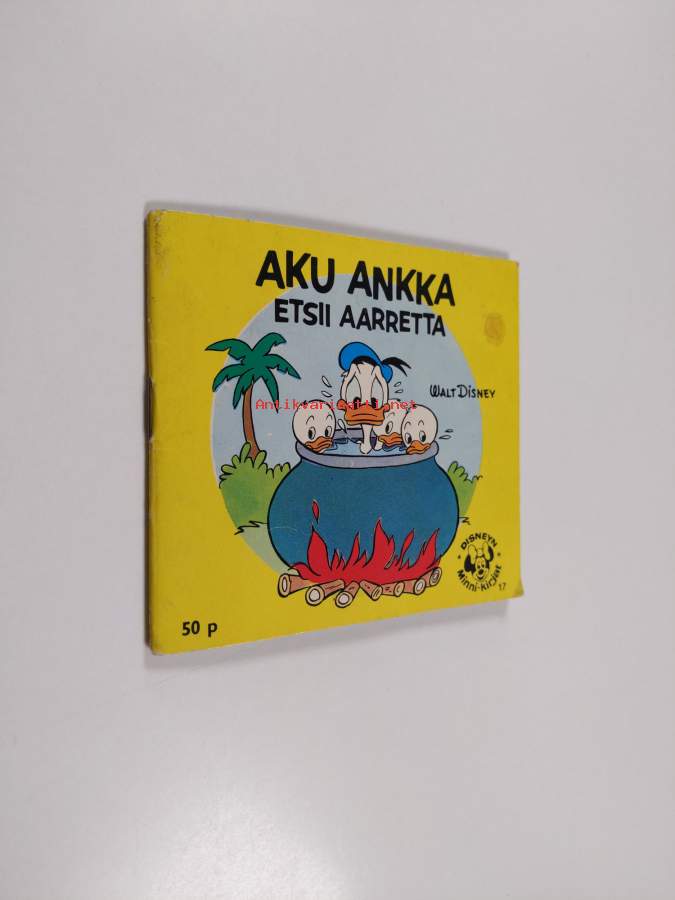 AKU ANKKA
ETSII AARRETTA
WALT DISNEY
Antikvariaatti.net
DISNEYN
Minni-kirjat
17
50 p